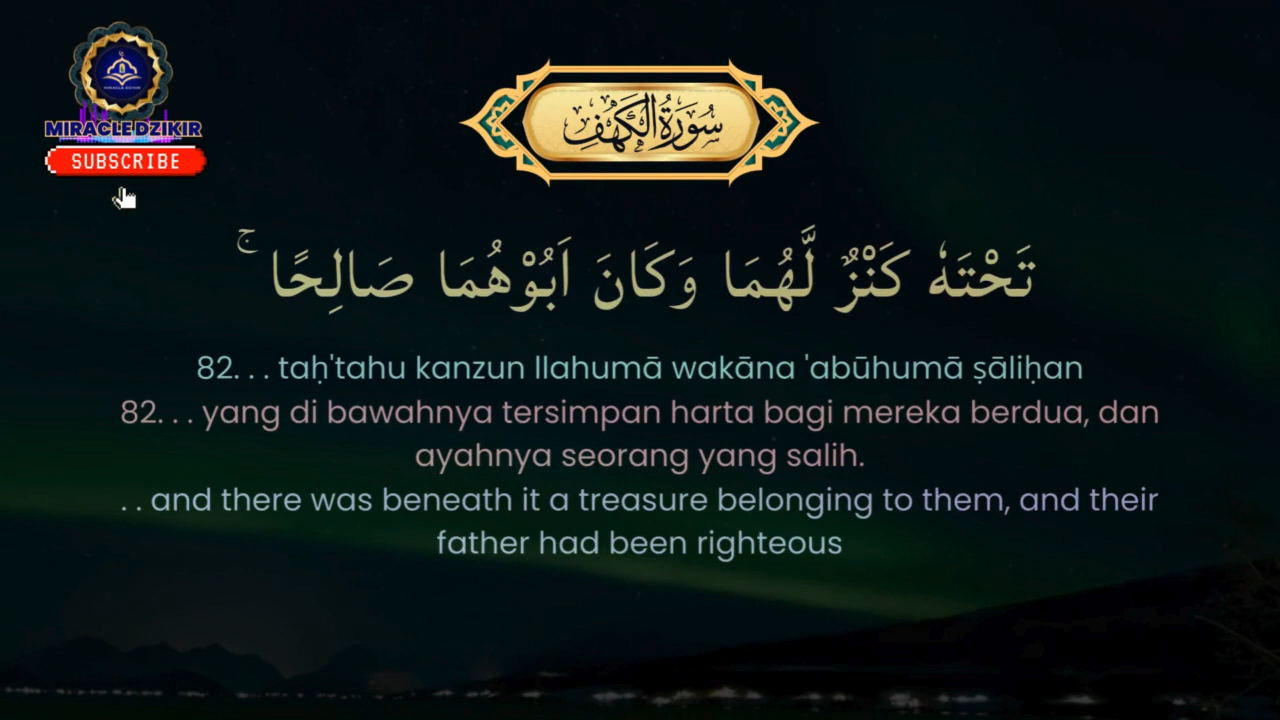 MIRACLE DZIKIR
SUBSCRIBE
سُورَةُ الْكَهْفِ
تَحْتَهٗ كَنْزٌ لَّهُمَا وَكَانَ اَبُوْهُمَا صَالِحًا ۚ
82. . . taḥ'tahu kanzun llahumā wakāna 'abūhumā ṣāliḥan
82. . . yang di bawahnya tersimpan harta bagi mereka berdua, dan
ayahnya seorang yang salih.
. . and there was beneath it a treasure belonging to them, and their
father had been righteous